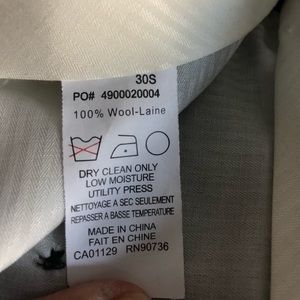 30S
PO# 4900020004
100% Wool-Laine
DRY CLEAN ONLY
LOW MOISTURE
UTILITY PRESS
NETTOYAGE A SEC SEULEMENT
REPASSER A BASSE TEMPERATURE
MADE IN CHINA
FAIT EN CHINE
CA01129 RN90736